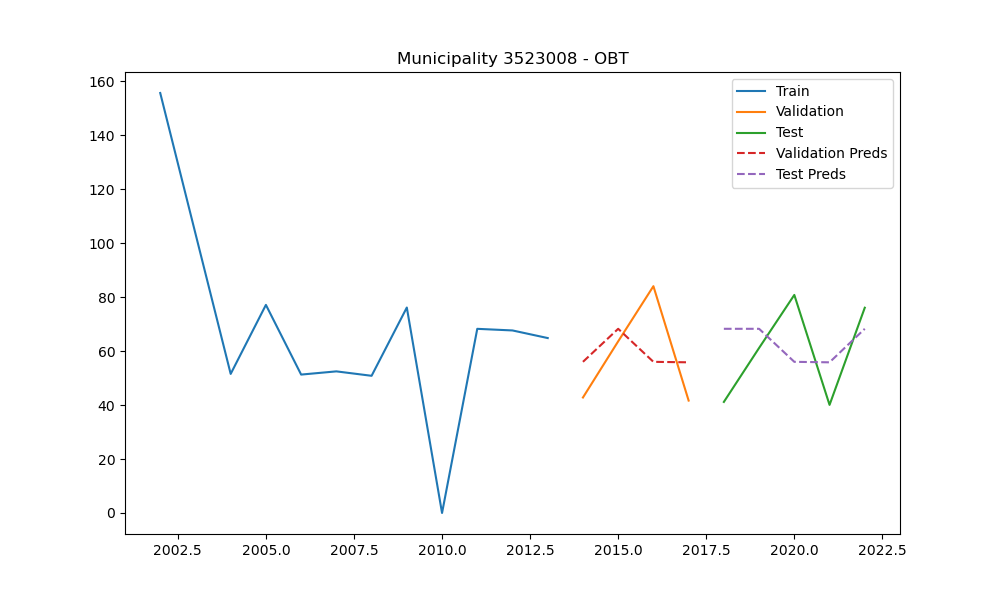 Municipality 3523008 - OBT
160
140
120
100
80
60
40
20
0
Train
Validation
Test
Validation Preds
Test Preds
2002.5 2005.0 2007.5 2010.0 2012.5 2015.0 2017.5 2020.0 2022.5